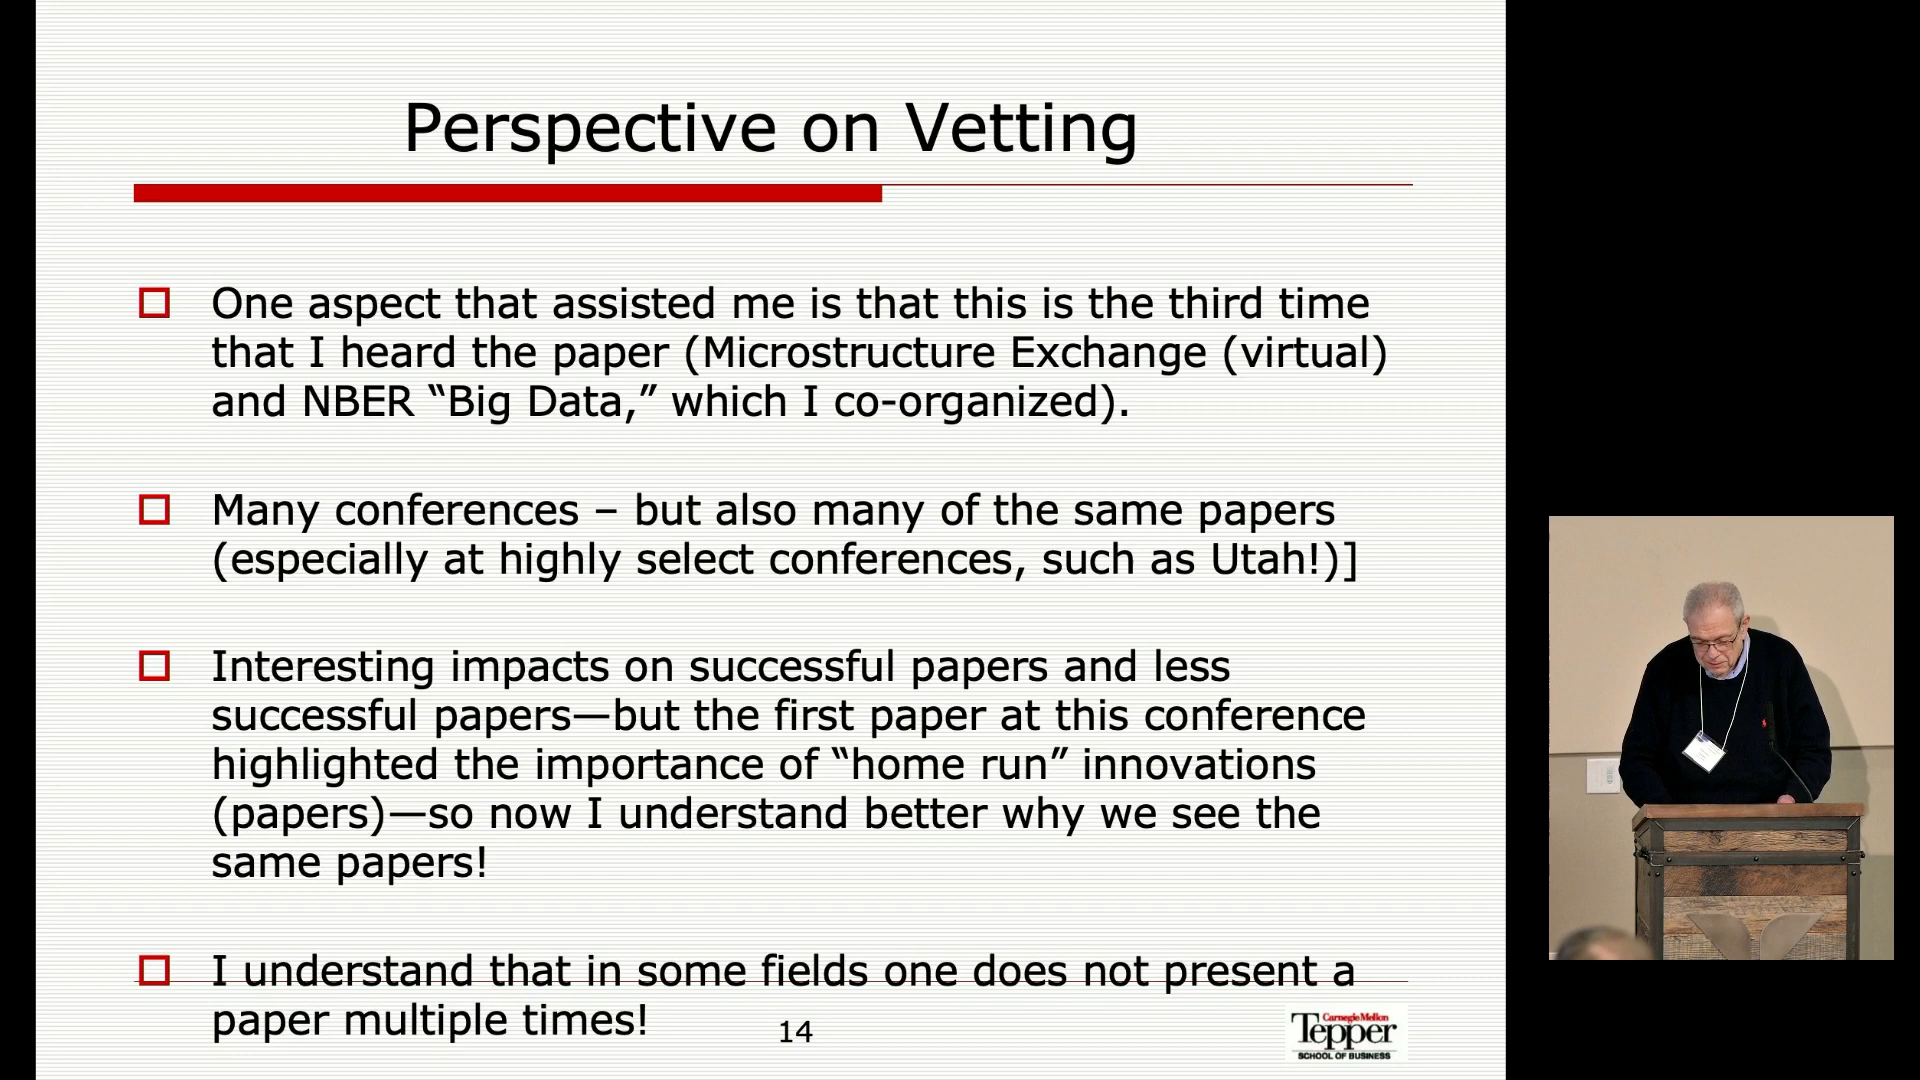 Perspective on Vetting
One aspect that assisted me is that this is the third time
that I heard the paper (Microstructure Exchange (virtual)
and NBER “Big Data,” which I co-organized).
Many conferences – but also many of the same papers
(especially at highly select conferences, such as Utah!)]
Interesting impacts on successful papers and less
successful papers—but the first paper at this conference
highlighted the importance of “home run” innovations
(papers)—so now I understand better why we see the
same papers!
I understand that in some fields one does not present a
paper multiple times!
14
Carnegie Mellon
Tepper
SCHOOL OF BUSINESS